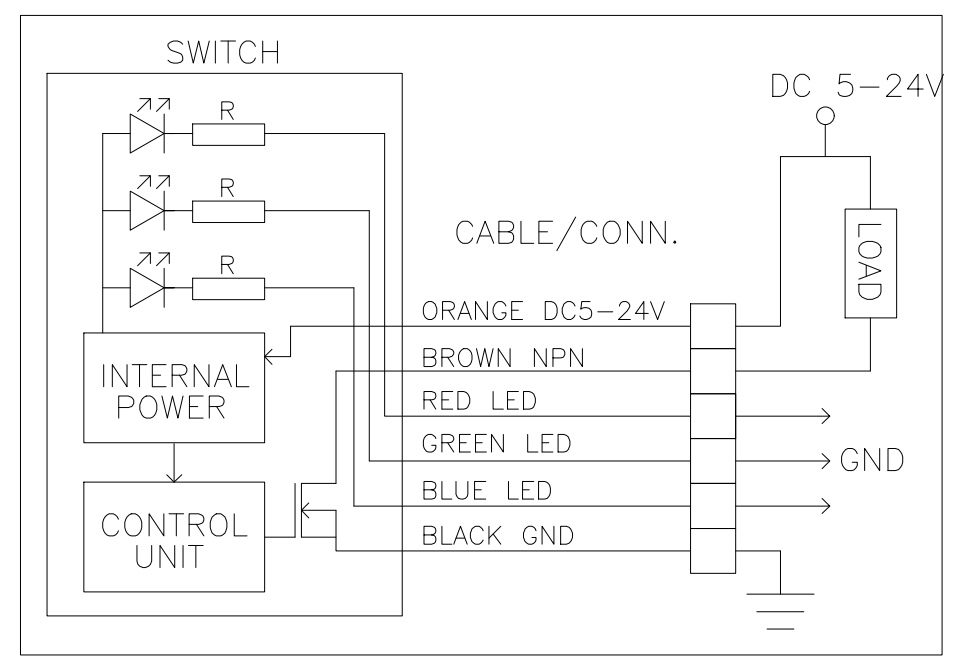 SWITCH
DC 5-24V
R
R
R
CABLE/CONN.
LOAD
ORANGE DC5-24V
BROWN NPN
RED LED
GREEN LED
BLUE LED
BLACK GND
GND
INTERNAL
POWER
CONTROL
UNIT